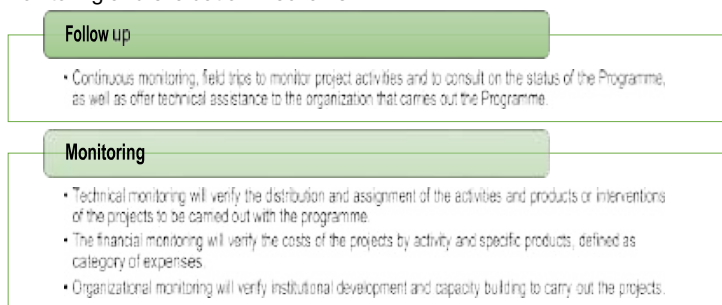 Follow up
• Continuous monitoring, field trips to monitor project activities and to consult on the status of the Programme,
as well as offer technical assistance to the organization that carries out the Programme.
Monitoring
• Technical monitoring will verify the distribution and assignment of the activities and products or interventions
of the projects to be carried out with the programme.
• The financial monitoring will verify the costs of the projects by activity and specific products, defined as
category of expenses.
• Organizational monitoring will verify institutional development and capacity building to carry out the projects.